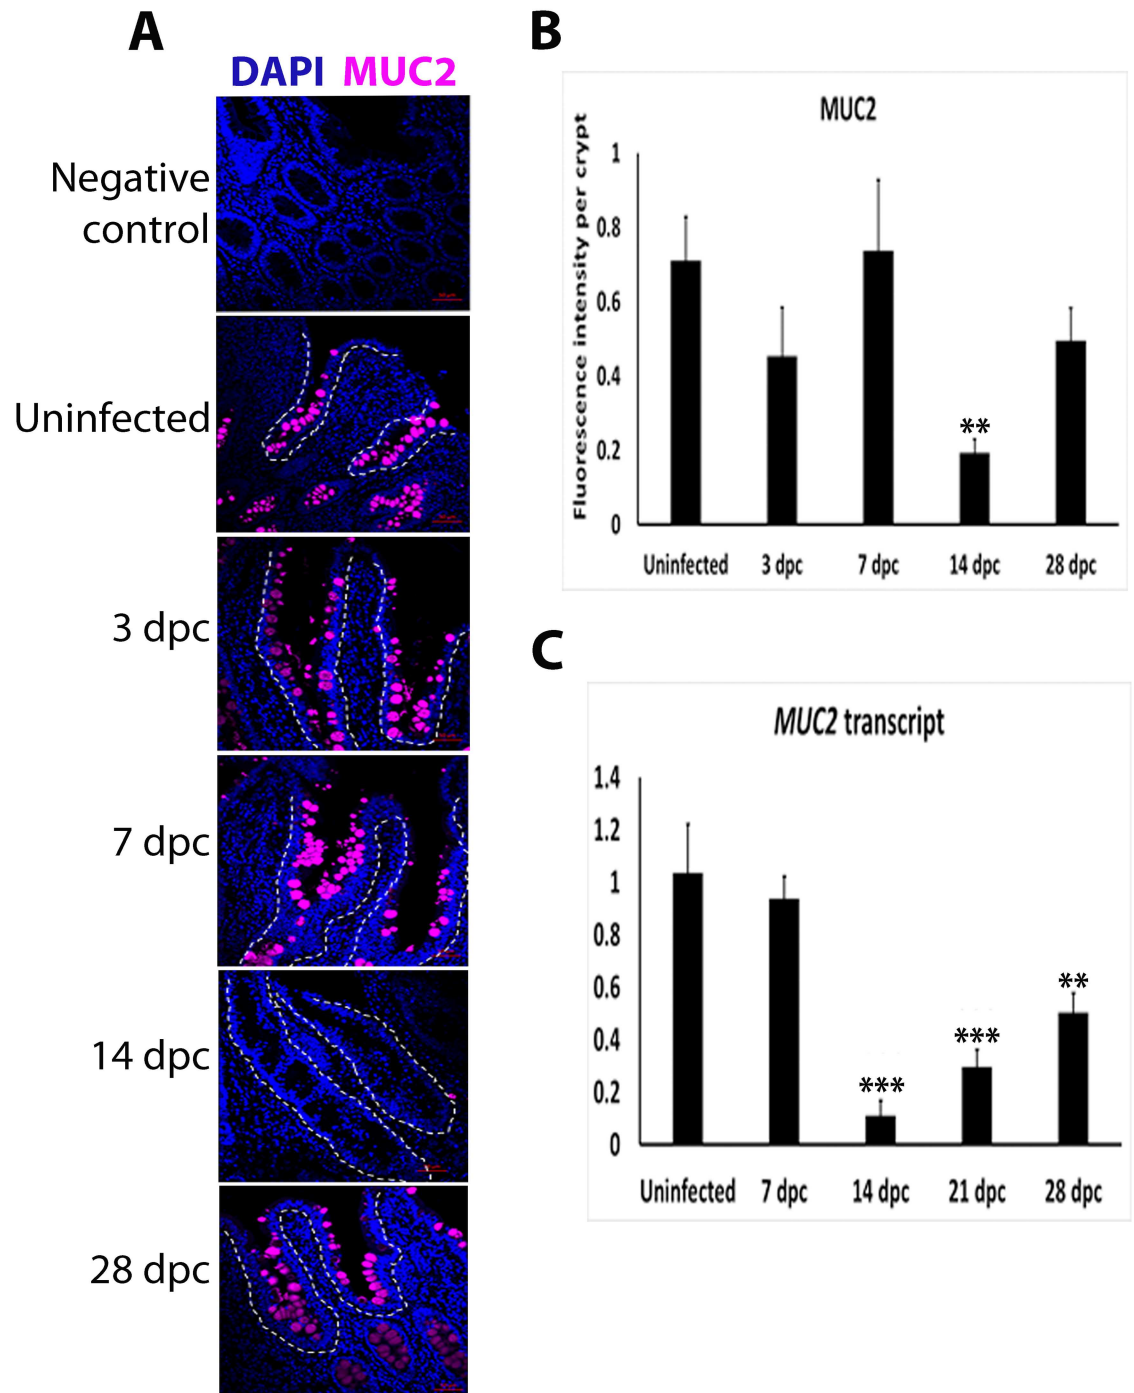 A
DAPI MUC2
Negative
control
Uninfected
3 dpc
7 dpc
14 dpc
28 dpc
B
MUC2
Fluorescence intensity per crypt
1
0.8
0.6
0.4
0.2
0
**
Uninfected 3 dpc 7 dpc 14 dpc 28 dpc
C
MUC2 transcript
1.4
1.2
1
0.8
0.6
0.4
0.2
0
***
***
**
Uninfected 7 dpc 14 dpc 21 dpc 28 dpc